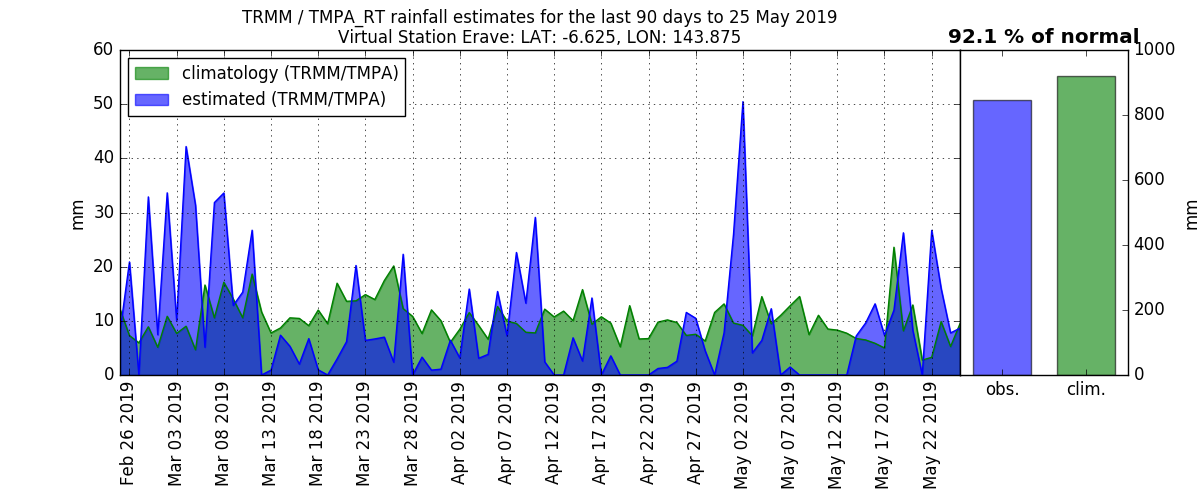 TRMM / TMPA_RT rainfall estimates for the last 90 days to 25 May 2019
Virtual Station Erave: LAT: -6.625, LON: 143.875
92.1 % of normal
climatology (TRMM/TMPA)
estimated (TRMM/TMPA)
60
50
40
30
20
10
0
mm
Feb 26 2019
Mar 03 2019
Mar 08 2019
Mar 13 2019
Mar 18 2019
Mar 23 2019
Mar 28 2019
Apr 02 2019
Apr 07 2019
Apr 12 2019
Apr 17 2019
Apr 22 2019
Apr 27 2019
May 02 2019
May 07 2019
May 12 2019
May 17 2019
May 22 2019
obs.
clim.
1000
800
600
400
200
0
mm